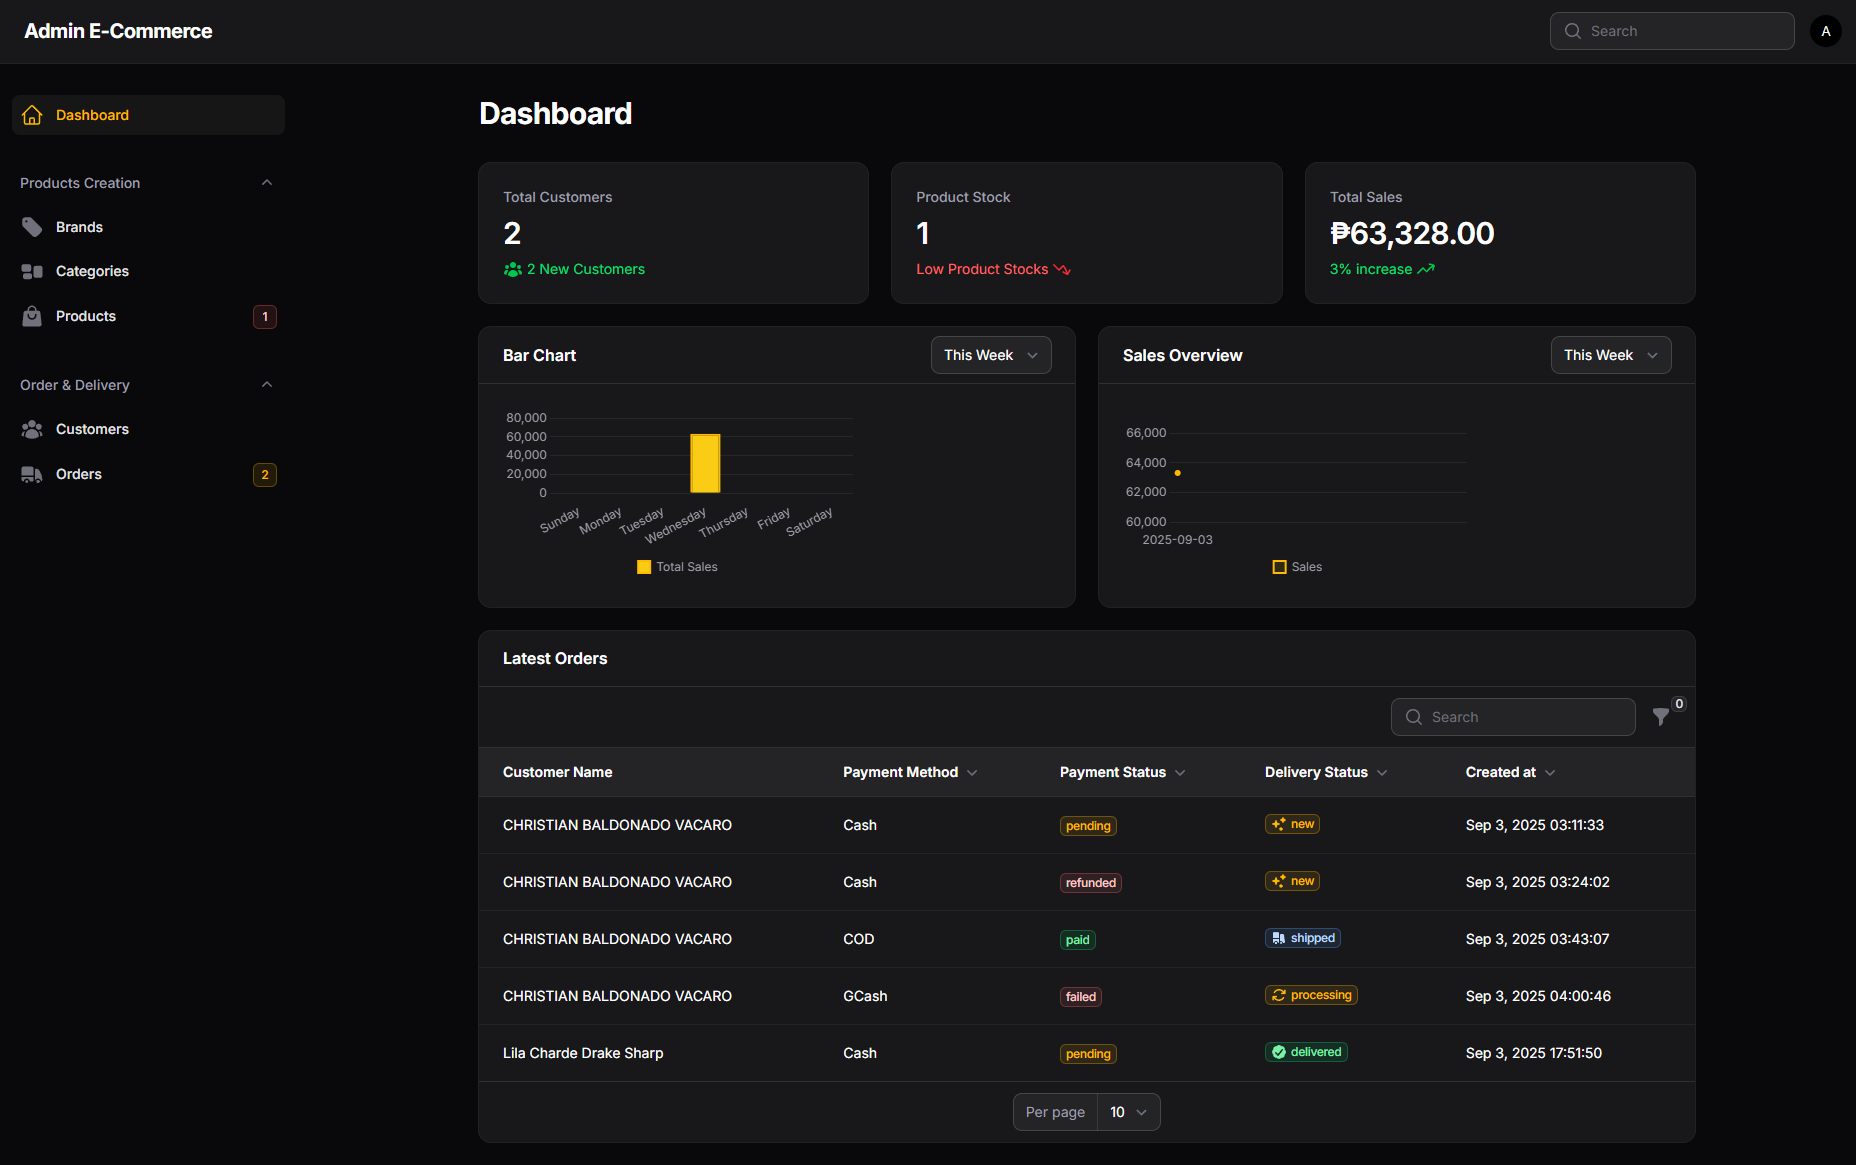 Admin E-Commerce
Search
A
Dashboard
Products Creation
Brands
Categories
Products
1
Order & Delivery
Customers
Orders
2
Dashboard
Total Customers
2
2 New Customers
Product Stock
1
Low Product Stocks
Total Sales
₱63,328.00
3% increase
Bar Chart
This Week
80,000
60,000
40,000
20,000
0
Sunday
Monday
Tuesday
Wednesday
Thursday
Friday
Saturday
Total Sales
Sales Overview
This Week
66,000
64,000
62,000
60,000
2025-09-03
Sales
Latest Orders
Search
0
Customer Name Payment Method Payment Status Delivery Status Created at
CHRISTIAN BALDONADO VACARO Cash pending new Sep 3, 2025 03:11:33
CHRISTIAN BALDONADO VACARO Cash refunded new Sep 3, 2025 03:24:02
CHRISTIAN BALDONADO VACARO COD paid shipped Sep 3, 2025 03:43:07
CHRISTIAN BALDONADO VACARO GCash failed processing Sep 3, 2025 04:00:46
Lila Charde Drake Sharp Cash pending delivered Sep 3, 2025 17:51:50
Per page 10